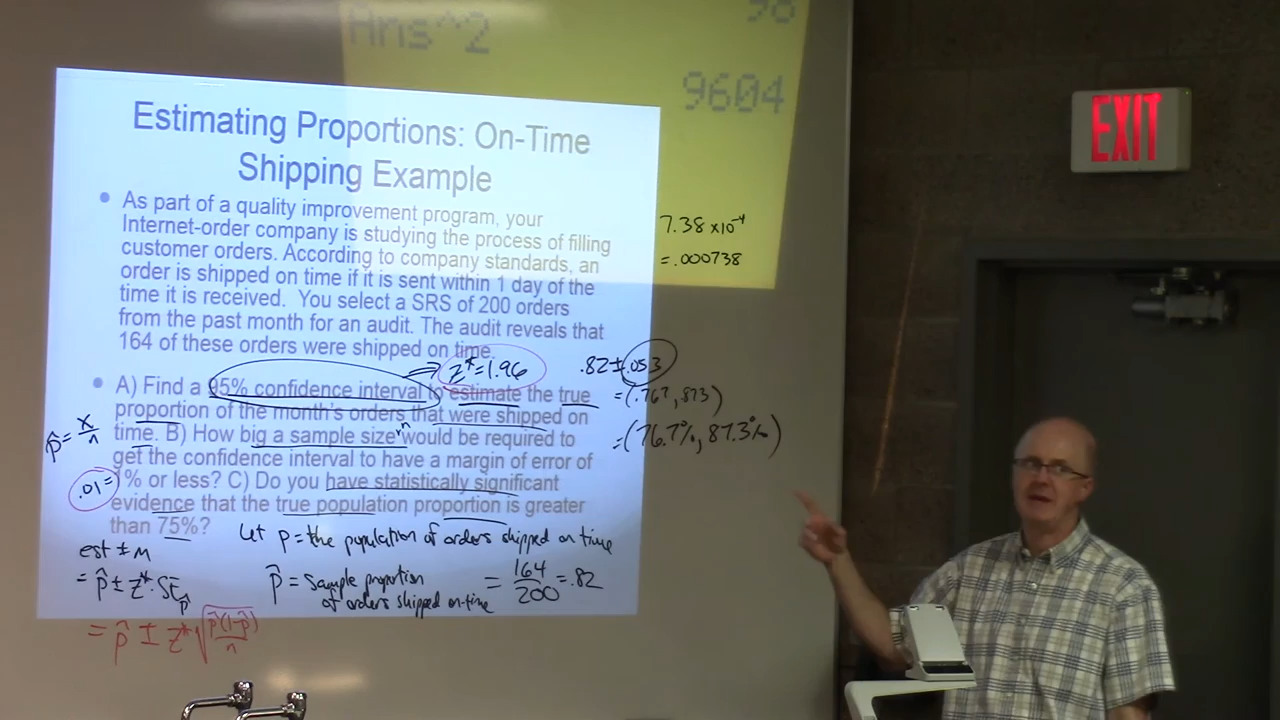 Ans^2
98
9604
EXIT
Estimating Proportions: On-Time
Shipping Example
• As part of a quality improvement program, your
Internet-order company is studying the process of filling
customer orders. According to company standards, an
order is shipped on time if it is sent within 1 day of the
time it is received. You select a SRS of 200 orders
from the past month for an audit. The audit reveals that
164 of these orders were shipped on time.
7.38×10⁻⁴
=.000738
z*=1.96
.82±.053
=(.767,.873)
=(76.7%,87.3%)
• A) Find a 95% confidence interval to estimate the true
proportion of the month's orders that were shipped on
time. B) How big a sample size "n" would be required to
get the confidence interval to have a margin of error of
1% or less? C) Do you have statistically significant
evidence that the true population proportion is greater
than 75%?
p̂=x/n
.01=
Let p=the population of orders shipped on time
est ± m
= p̂ ± z*·SE_p̂
= p̂ ± z*√(p̂(1-p̂)/n)
p̂ = sample proportion
of orders shipped on-time
= 164/200 =.82